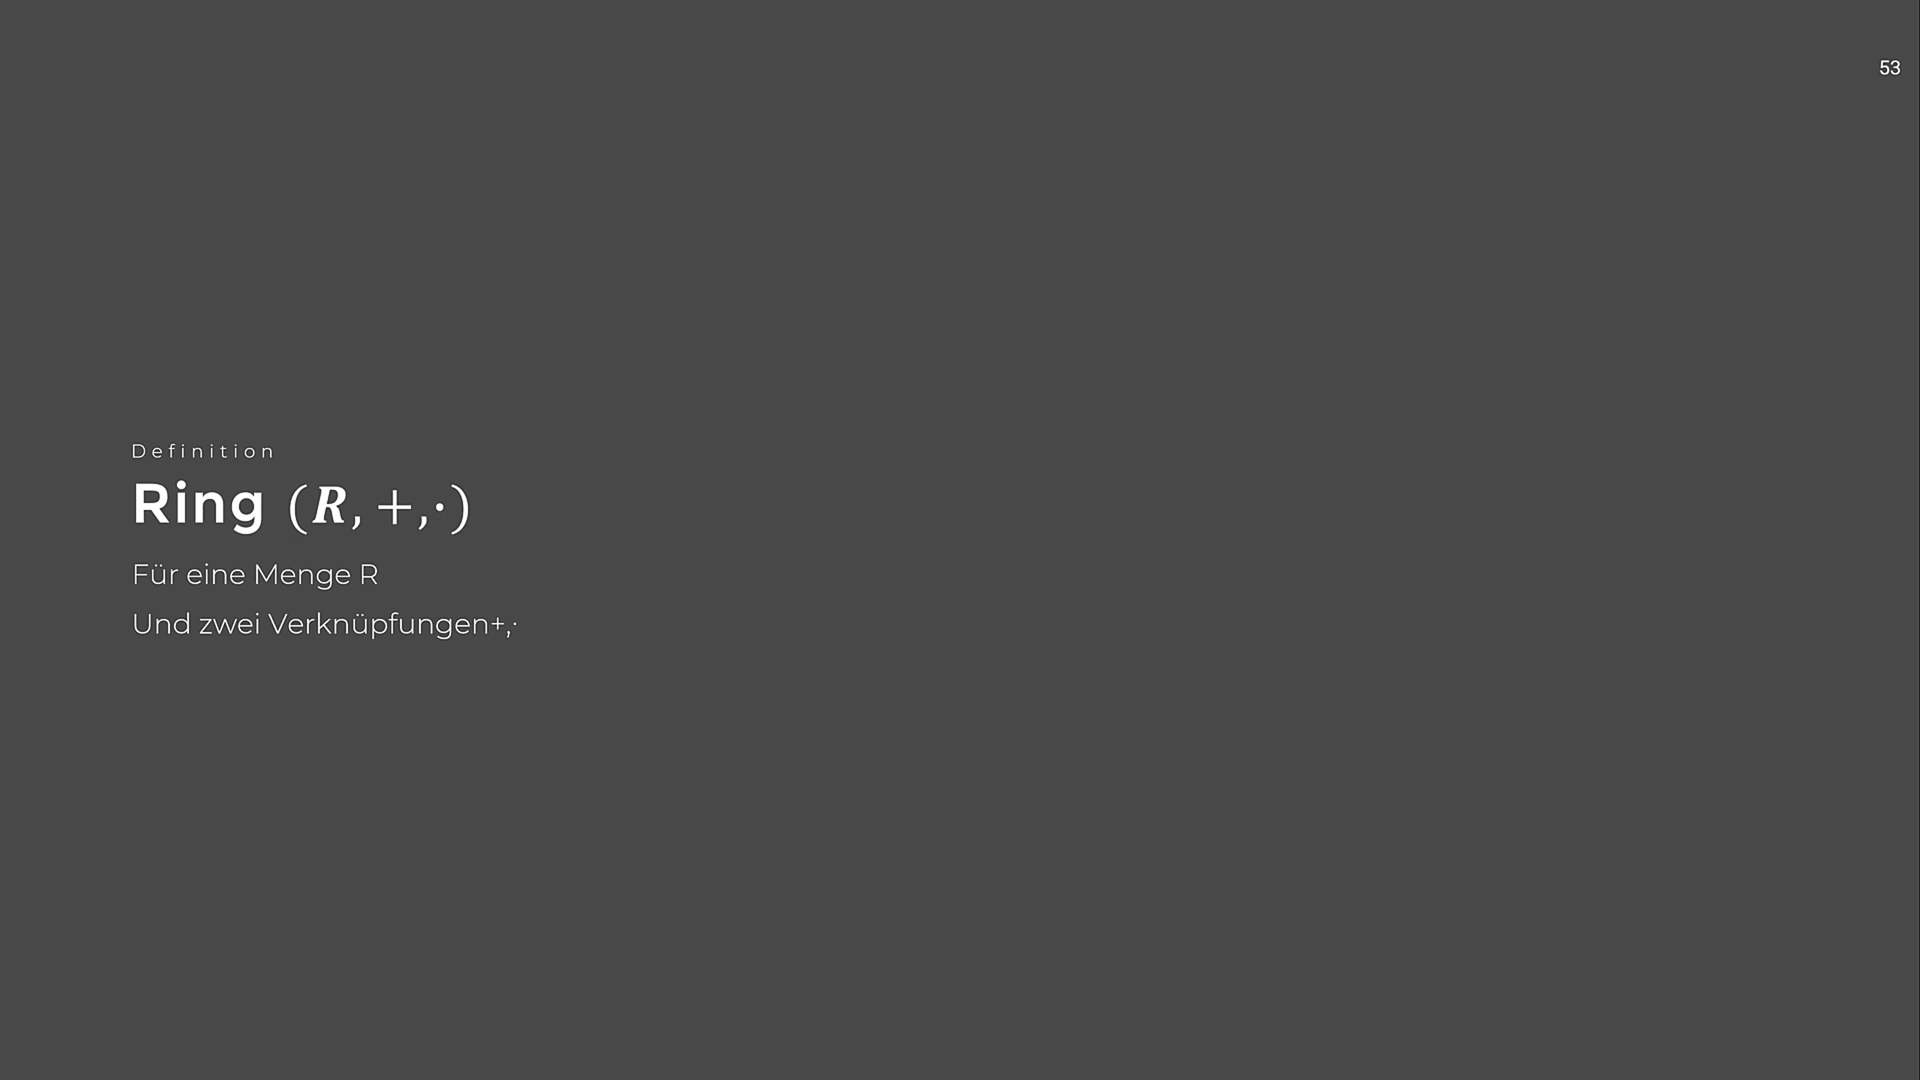 53
Definition
Ring (R, +,·)
Für eine Menge R
Und zwei Verknüpfungen+,·